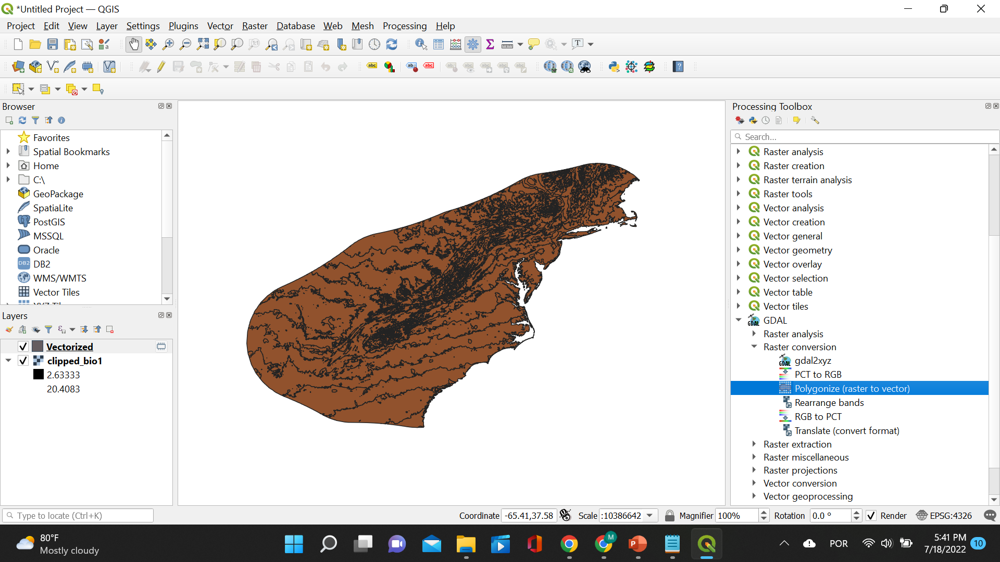 *Untitled Project — QGIS
Project Edit View Layer Settings Plugins Vector Raster Database Web Mesh Processing Help
Browser
Favorites
Spatial Bookmarks
Home
C:\
GeoPackage
SpatiaLite
PostGIS
MSSQL
Oracle
DB2
WMS/WMTS
Vector Tiles
Layers
Vectorized
clipped_bio1
2.63333
20.4083
Processing Toolbox
Search...
Raster analysis
Raster creation
Raster terrain analysis
Raster tools
Vector analysis
Vector creation
Vector general
Vector geometry
Vector overlay
Vector selection
Vector table
Vector tiles
GDAL
Raster analysis
Raster conversion
gdal2xyz
PCT to RGB
Polygonize (raster to vector)
Rearrange bands
RGB to PCT
Translate (convert format)
Raster extraction
Raster miscellaneous
Raster projections
Vector conversion
Vector geoprocessing
Type to locate (Ctrl+K)
Coordinate -65.41,37.58 Scale :10386642 Magnifier 100% Rotation 0.0 ° Render EPSG:4326
80°F
Mostly cloudy
POR
5:41 PM
7/18/2022
10